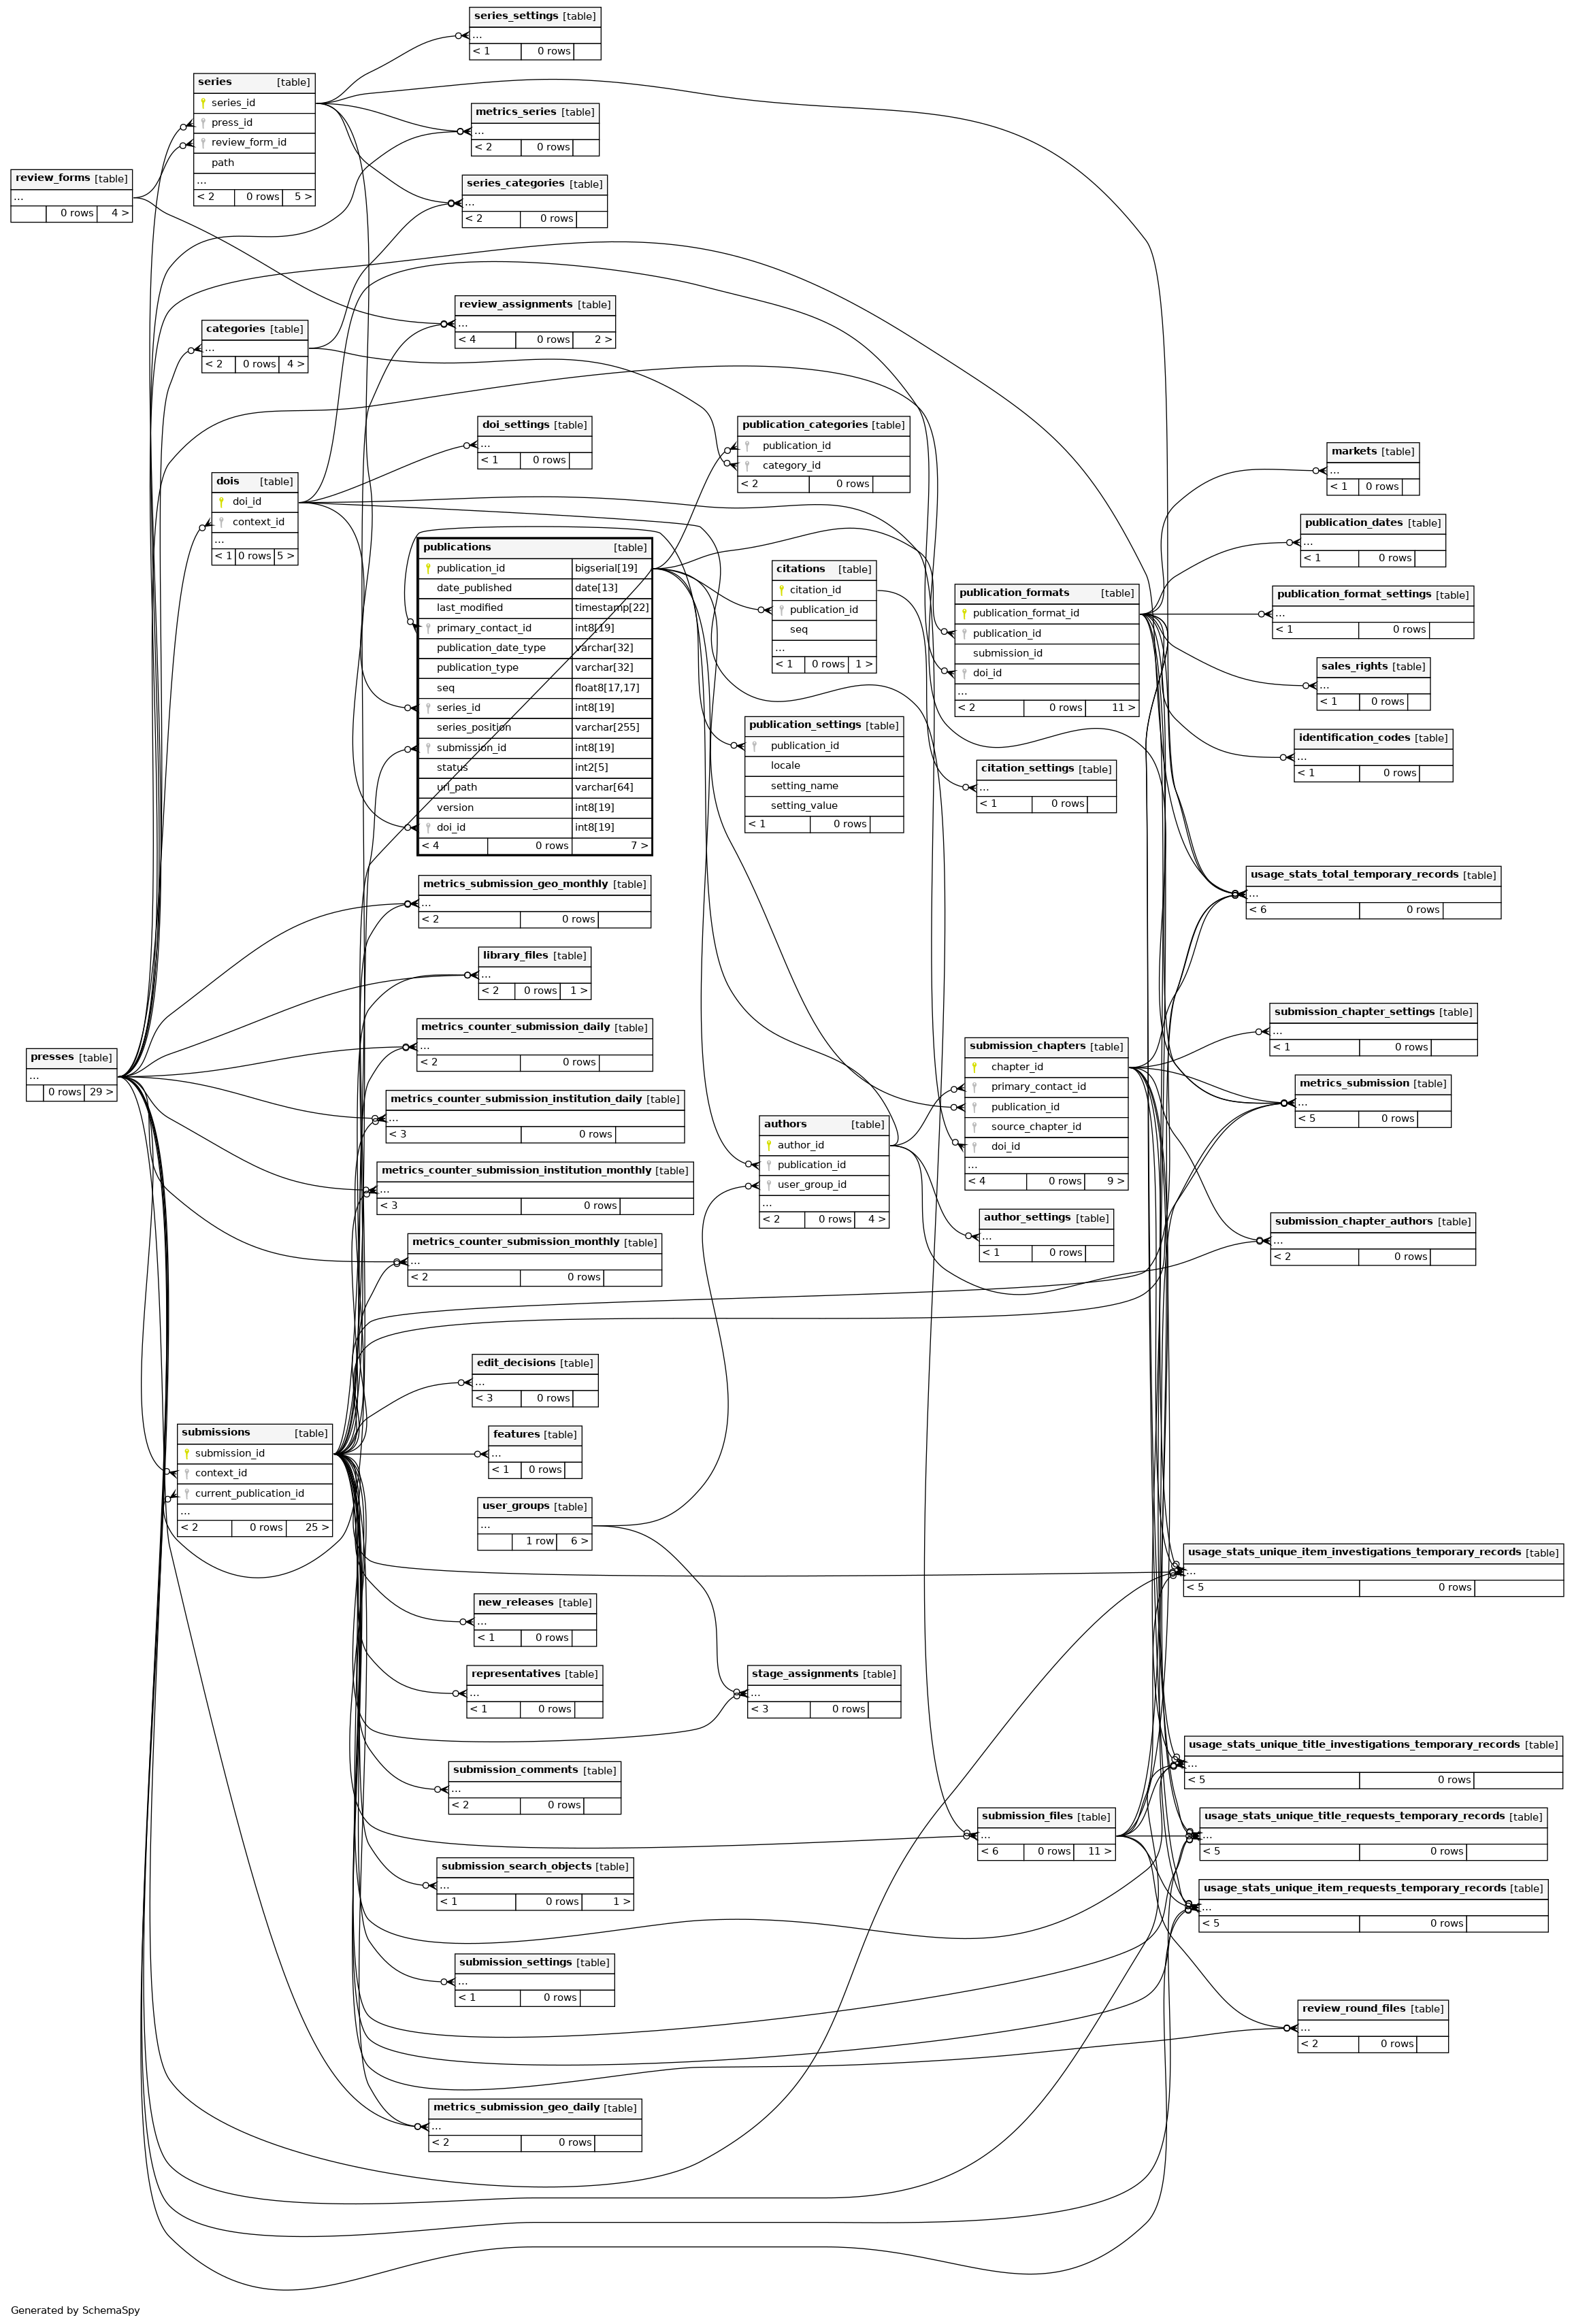 series_settings [table]
...
< 1 0 rows
series [table]
series_id
press_id
review_form_id
path
...
< 2 0 rows 5 >
metrics_series [table]
...
< 2 0 rows
review_forms [table]
...
0 rows 4 >
series_categories [table]
...
< 2 0 rows
review_assignments [table]
...
< 4 0 rows 2 >
categories [table]
...
< 2 0 rows 4 >
doi_settings [table]
...
< 1 0 rows
publication_categories [table]
publication_id
category_id
< 2 0 rows
markets [table]
...
< 1 0 rows
dois [table]
doi_id
context_id
...
< 1 0 rows 5 >
publication_dates [table]
...
< 1 0 rows
publications [table]
publication_id bigserial[19]
date_published date[13]
last_modified timestamp[22]
primary_contact_id int8[19]
publication_date_type varchar[32]
publication_type varchar[32]
seq float8[17,17]
series_id int8[19]
series_position varchar[255]
submission_id int8[19]
status int2[5]
url_path varchar[64]
version int8[19]
doi_id int8[19]
< 4 0 rows 7 >
citations [table]
citation_id
publication_id
seq
...
< 1 0 rows 1 >
publication_formats [table]
publication_format_id
publication_id
submission_id
doi_id
...
< 2 0 rows 11 >
publication_format_settings [table]
...
< 1 0 rows
sales_rights [table]
...
< 1 0 rows
publication_settings [table]
publication_id
locale
setting_name
setting_value
< 1 0 rows
identification_codes [table]
...
< 1 0 rows
citation_settings [table]
...
< 1 0 rows
usage_stats_total_temporary_records [table]
...
< 6 0 rows
metrics_submission_geo_monthly [table]
...
< 2 0 rows
library_files [table]
...
< 2 0 rows 1 >
submission_chapter_settings [table]
...
< 1 0 rows
metrics_counter_submission_daily [table]
...
< 2 0 rows
presses [table]
...
0 rows 29 >
submission_chapters [table]
chapter_id
primary_contact_id
publication_id
source_chapter_id
doi_id
...
< 4 0 rows 9 >
metrics_submission [table]
...
< 5 0 rows
metrics_counter_submission_institution_daily [table]
...
< 3 0 rows
authors [table]
author_id
publication_id
user_group_id
...
< 2 0 rows 4 >
metrics_counter_submission_institution_monthly [table]
...
< 3 0 rows
author_settings [table]
...
< 1 0 rows
submission_chapter_authors [table]
...
< 2 0 rows
metrics_counter_submission_monthly [table]
...
< 2 0 rows
edit_decisions [table]
...
< 3 0 rows
submissions [table]
submission_id
context_id
current_publication_id
...
< 2 0 rows 25 >
features [table]
...
< 1 0 rows
user_groups [table]
...
1 row 6 >
usage_stats_unique_item_investigations_temporary_records [table]
...
< 5 0 rows
new_releases [table]
...
< 1 0 rows
representatives [table]
...
< 1 0 rows
stage_assignments [table]
...
< 3 0 rows
usage_stats_unique_title_investigations_temporary_records [table]
...
< 5 0 rows
submission_comments [table]
...
< 2 0 rows
submission_files [table]
...
< 6 0 rows 11 >
usage_stats_unique_title_requests_temporary_records [table]
...
< 5 0 rows
submission_search_objects [table]
...
< 1 0 rows 1 >
usage_stats_unique_item_requests_temporary_records [table]
...
< 5 0 rows
submission_settings [table]
...
< 1 0 rows
review_round_files [table]
...
< 2 0 rows
metrics_submission_geo_daily [table]
...
< 2 0 rows
Generated by SchemaSpy